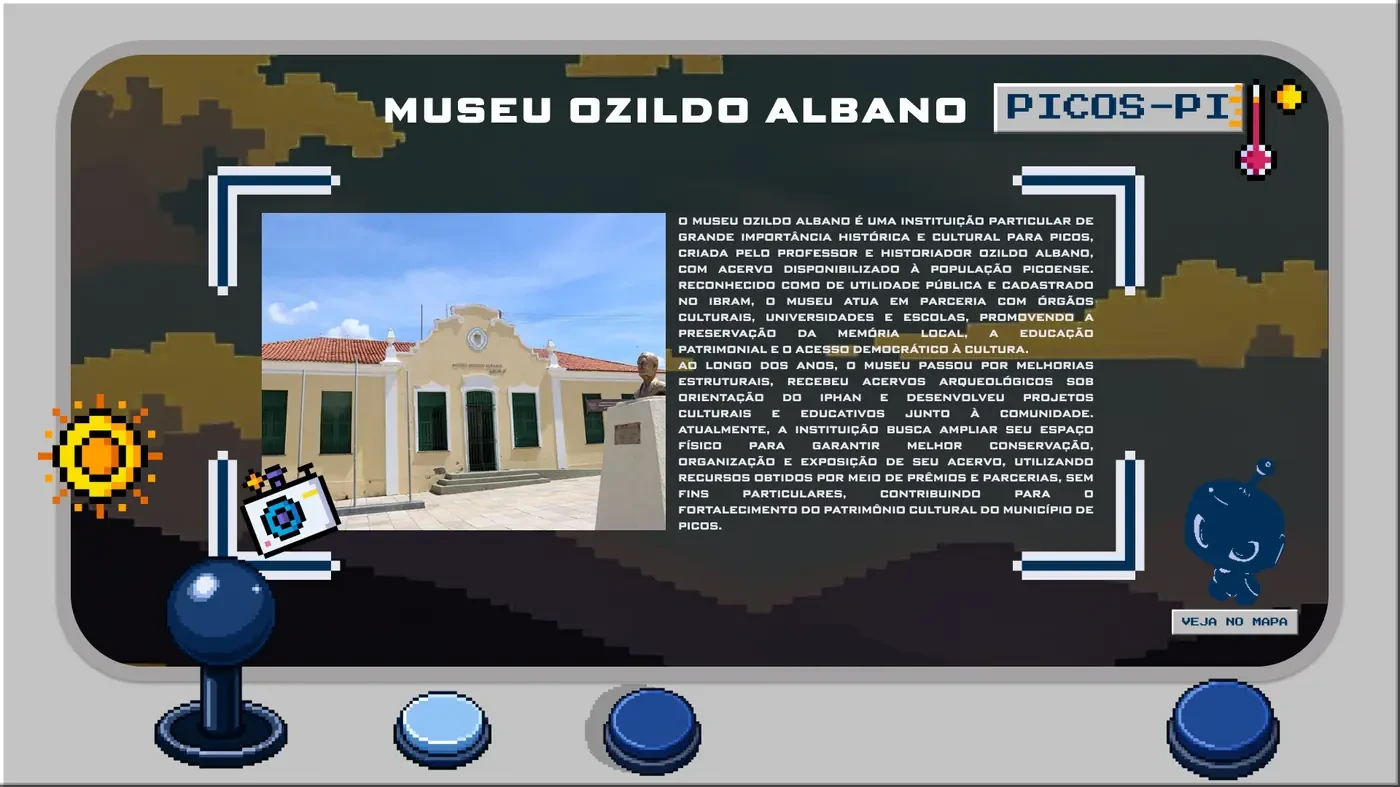 MUSEU OZILDO ALBANO
PICOS-PI
O MUSEU OZILDO ALBANO É UMA INSTITUIÇÃO PARTICULAR DE
GRANDE IMPORTÂNCIA HISTÓRICA E CULTURAL PARA PICOS,
CRIADA PELO PROFESSOR E HISTORIADOR OZILDO ALBANO,
COM ACERVO DISPONIBILIZADO À POPULAÇÃO PICOENSE.
RECONHECIDO COMO DE UTILIDADE PÚBLICA E CADASTRADO
NO IBRAM, O MUSEU ATUA EM PARCERIA COM ÓRGÃOS
CULTURAIS, UNIVERSIDADES E ESCOLAS, PROMOVENDO A
PRESERVAÇÃO DA MEMÓRIA LOCAL, A EDUCAÇÃO
PATRIMONIAL E O ACESSO DEMOCRÁTICO À CULTURA.
AO LONGO DOS ANOS, O MUSEU PASSOU POR MELHORIAS
ESTRUTURAIS, RECEBEU ACERVOS ARQUEOLÓGICOS SOB
ORIENTAÇÃO DO IPHAN E DESENVOLVEU PROJETOS
CULTURAIS E EDUCATIVOS JUNTO À COMUNIDADE.
ATUALMENTE, A INSTITUIÇÃO BUSCA AMPLIAR SEU ESPAÇO
FÍSICO PARA GARANTIR MELHOR CONSERVAÇÃO,
ORGANIZAÇÃO E EXPOSIÇÃO DE SEU ACERVO, UTILIZANDO
RECURSOS OBTIDOS POR MEIO DE PRÊMIOS E PARCERIAS, SEM
FINS PARTICULARES, CONTRIBUINDO PARA O
FORTALECIMENTO DO PATRIMÔNIO CULTURAL DO MUNICÍPIO DE
PICOS.
VEJA NO MAPA